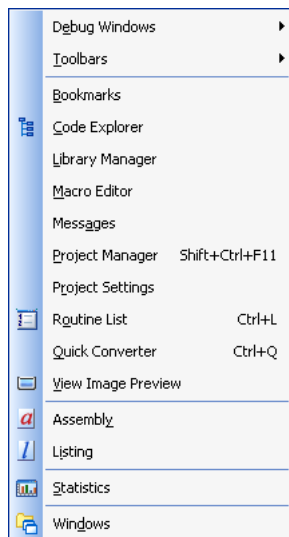 Debug Windows
Toolbars
Bookmarks
Code Explorer
Library Manager
Macro Editor
Messages
Project Manager Shift+Ctrl+F11
Project Settings
Routine List Ctrl+L
Quick Converter Ctrl+Q
View Image Preview
a Assembly
l Listing
Statistics
Windows